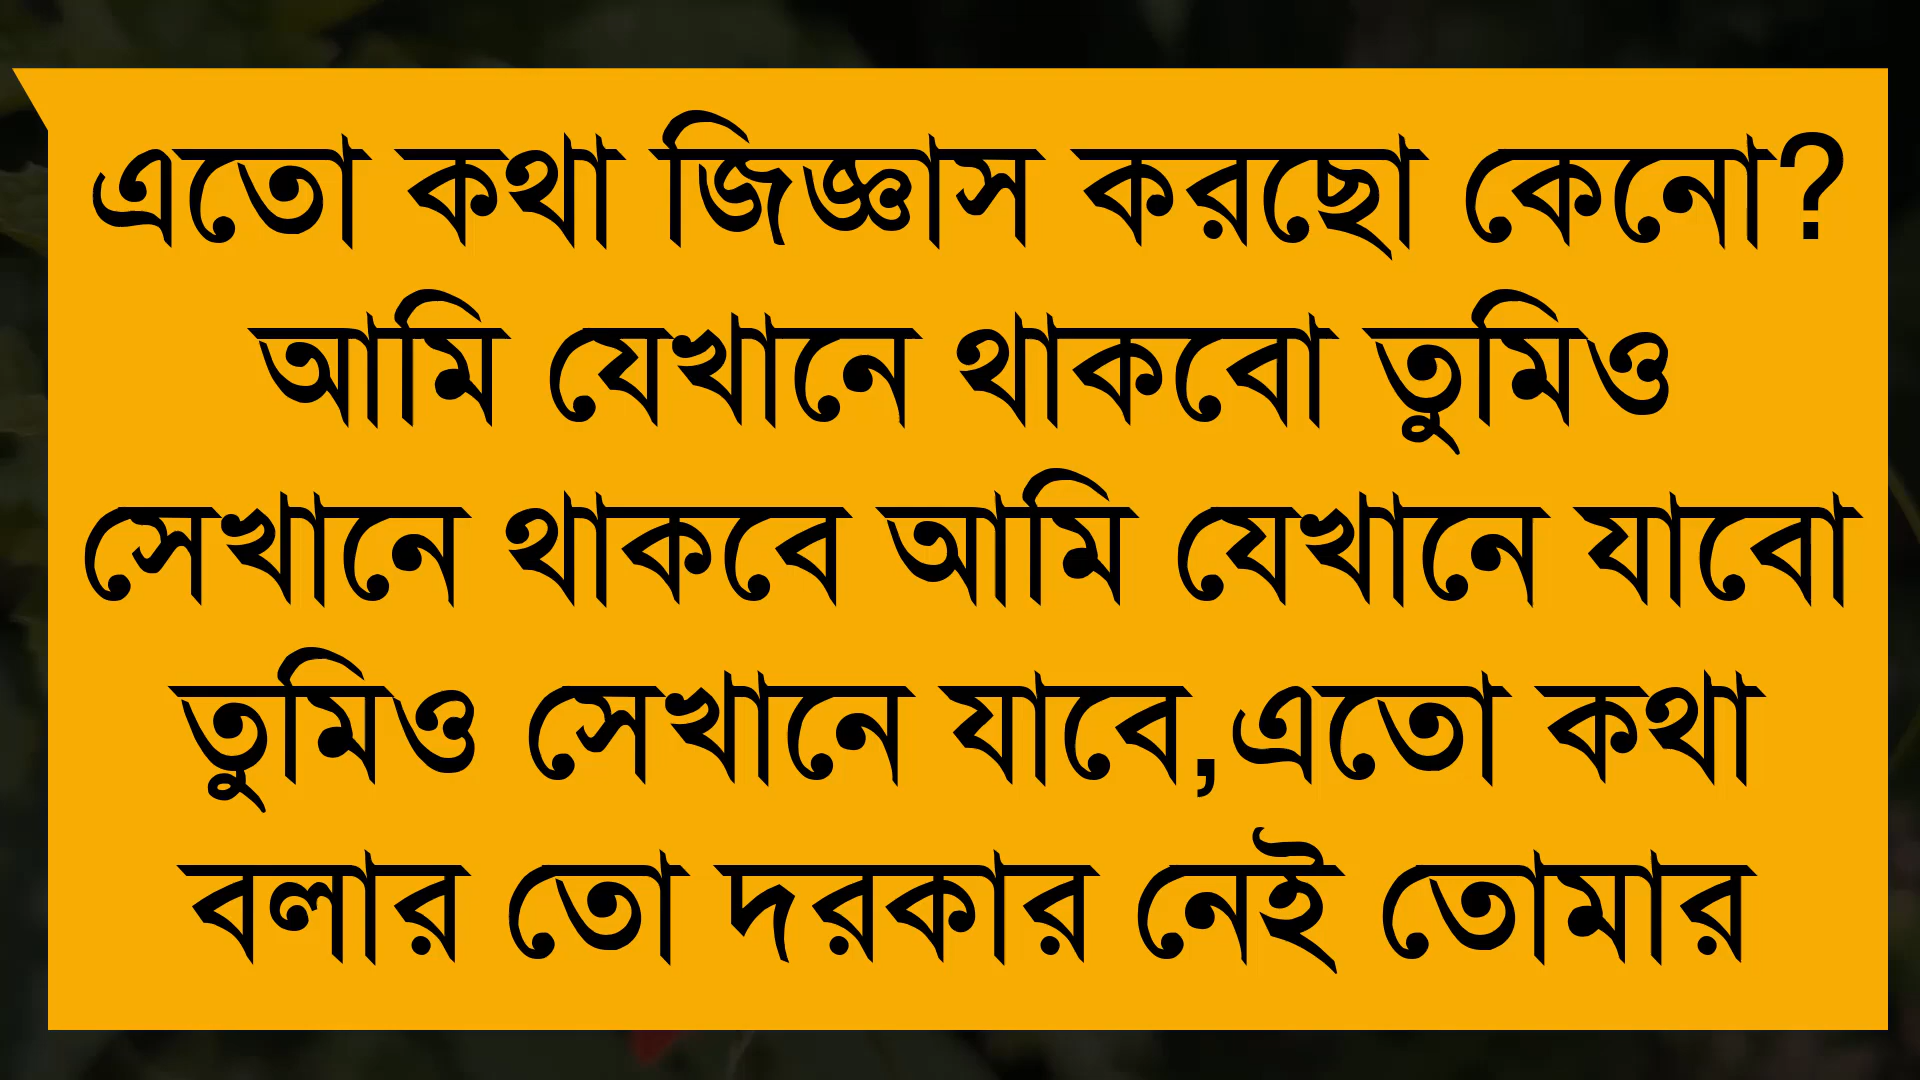 এতো কথা জিজ্ঞাস করছো কেনো?
আমি যেখানে থাকবো তুমিও
সেখানে থাকবে আমি যেখানে যাবো
তুমিও সেখানে যাবে,এতো কথা
বলার তো দরকার নেই তোমার